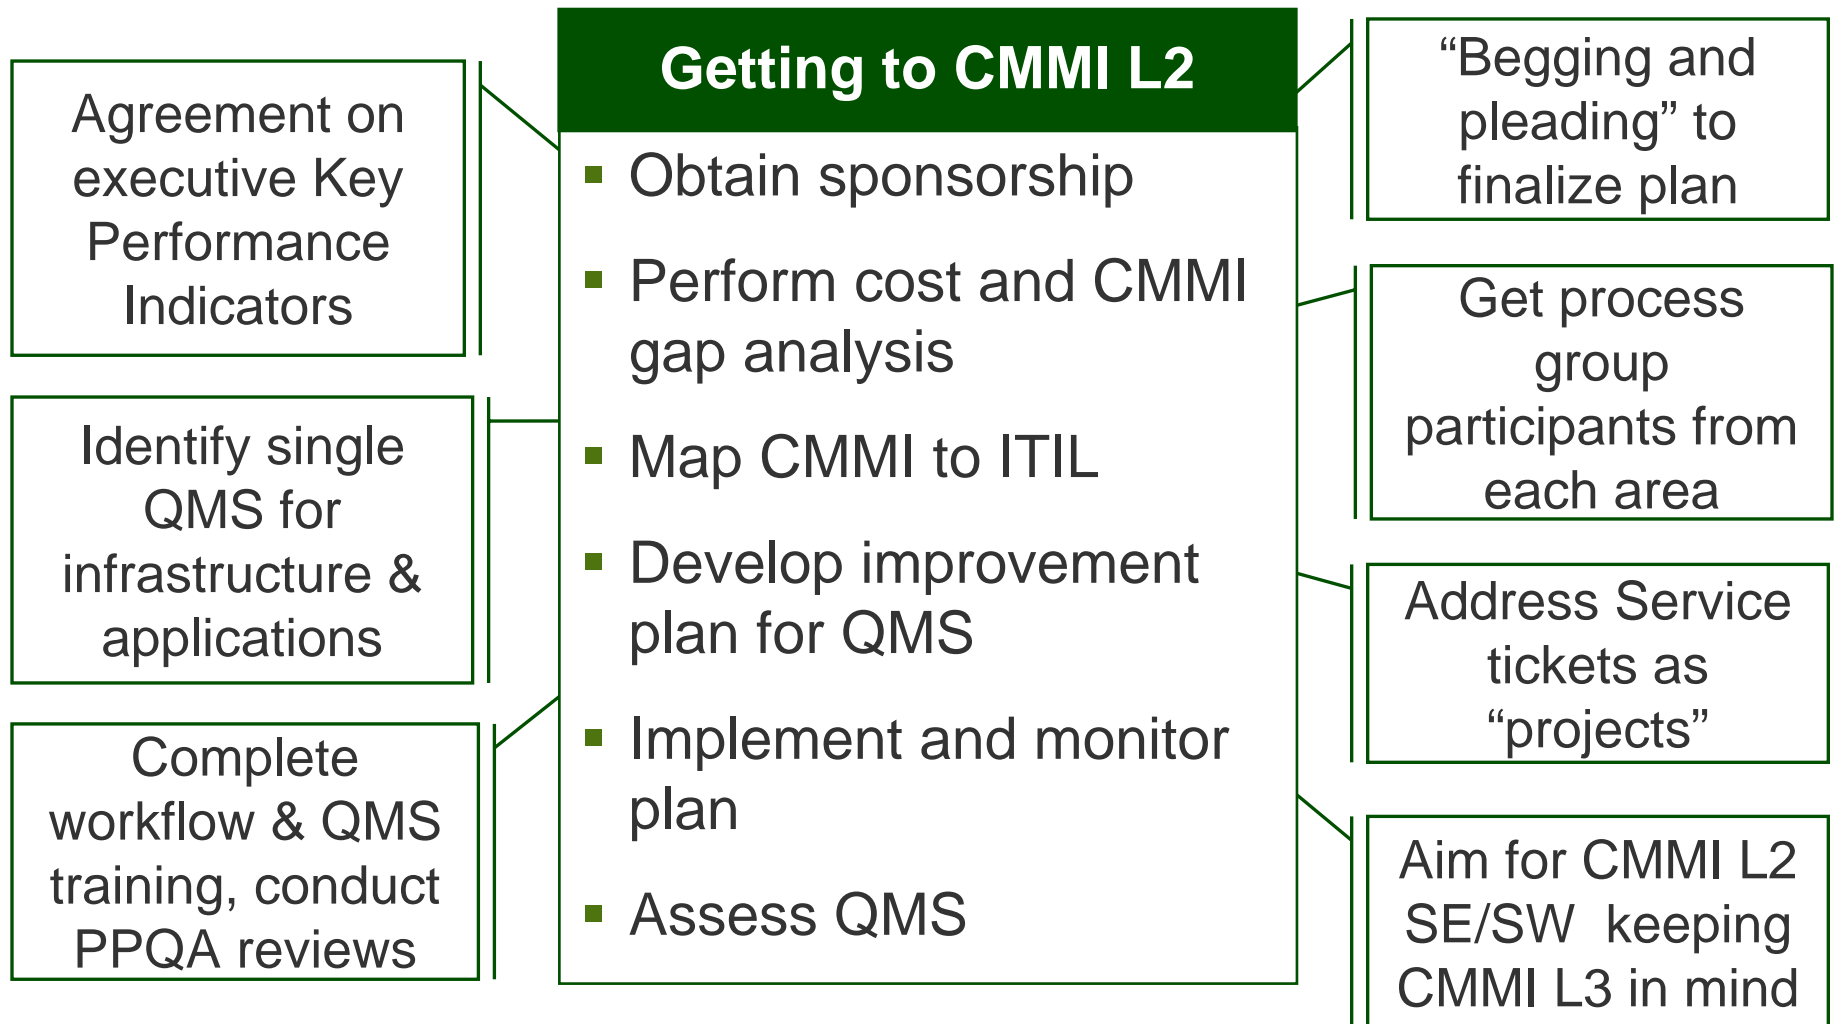 Getting to CMMI L2
Agreement on
executive Key
Performance
Indicators
Identify single
QMS for
infrastructure &
applications
Complete
workflow & QMS
training, conduct
PPQA reviews
▪ Obtain sponsorship
▪ Perform cost and CMMI
gap analysis
▪ Map CMMI to ITIL
▪ Develop improvement
plan for QMS
▪ Implement and monitor
plan
▪ Assess QMS
“Begging and
pleading” to
finalize plan
Get process
group
participants from
each area
Address Service
tickets as
“projects”
Aim for CMMI L2
SE/SW keeping
CMMI L3 in mind